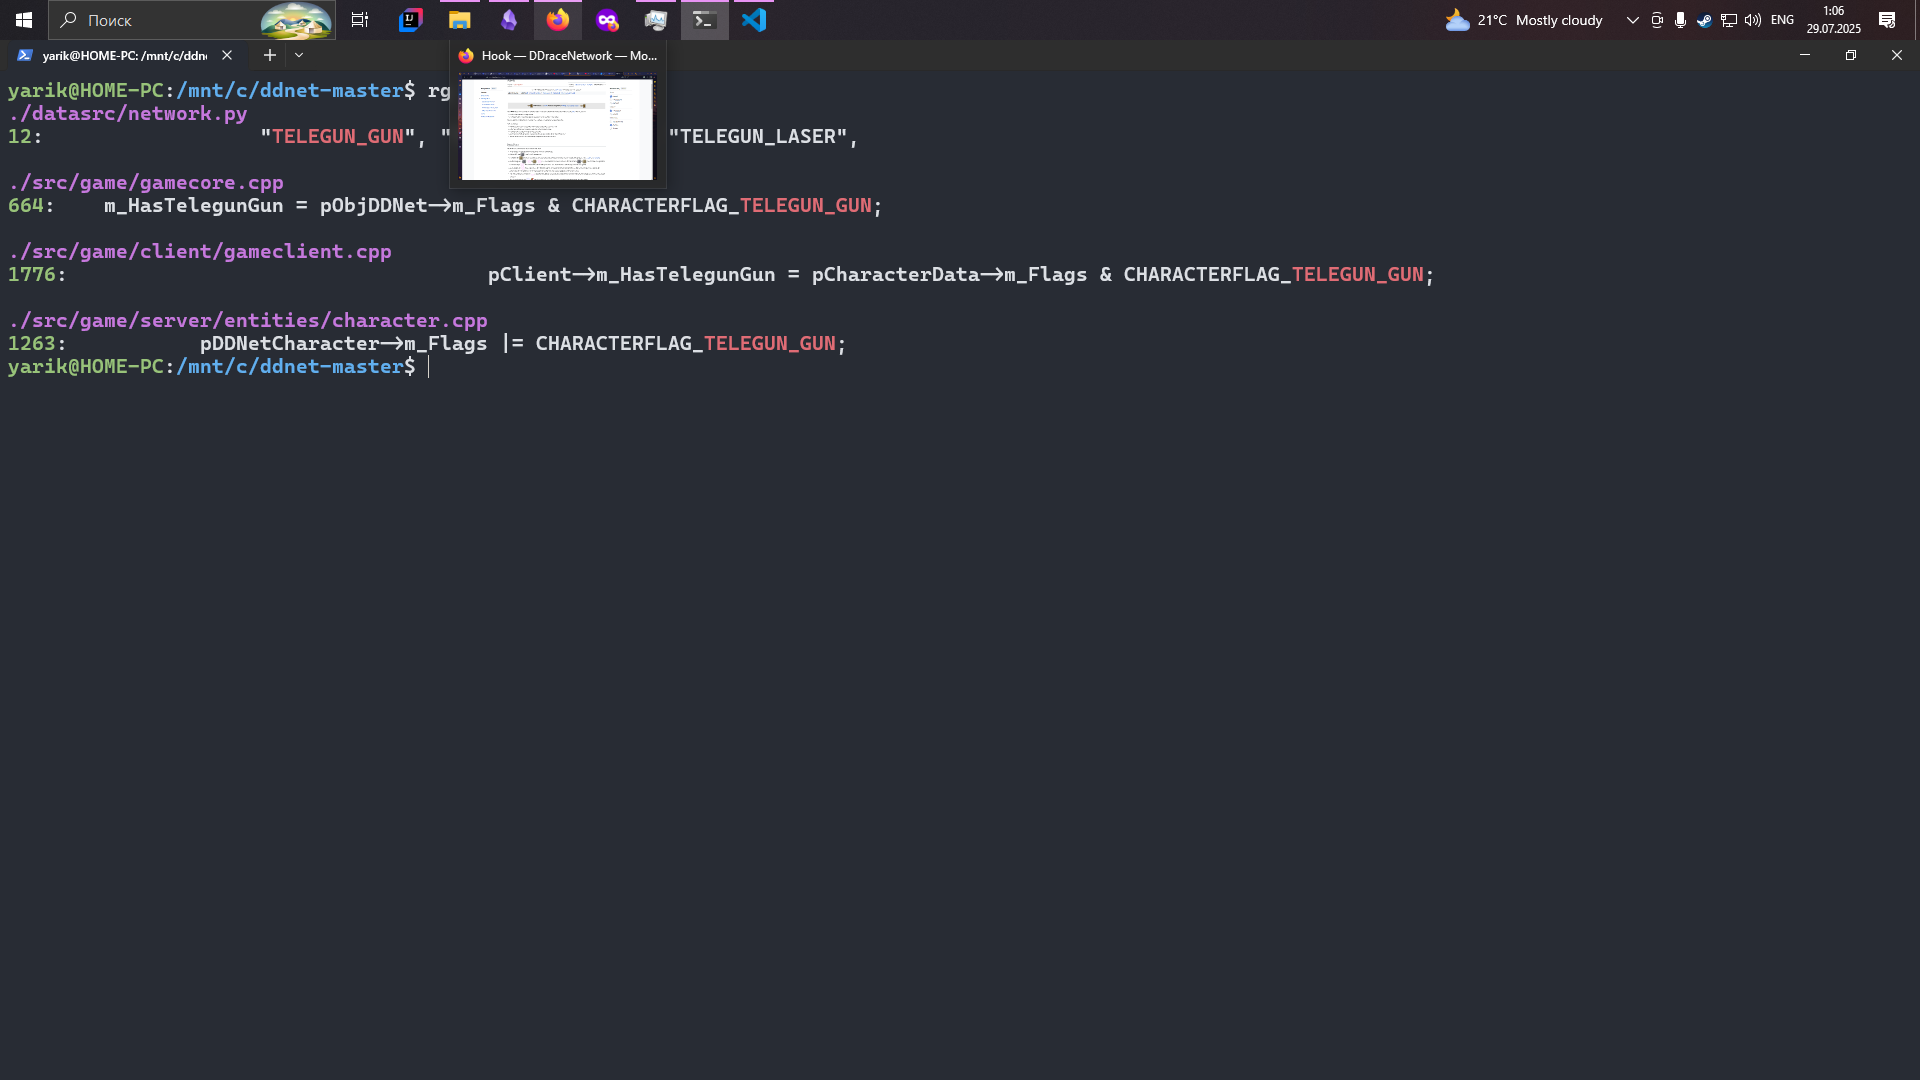 Поиск
21°C Mostly cloudy
ENG
1:06
29.07.2025
yarik@HOME-PC: /mnt/c/ddn
Hook — DDraceNetwork — Mo...
yarik@HOME-PC:/mnt/c/ddnet-master$ rg
./datasrc/network.py
12: "TELEGUN_GUN", " "TELEGUN_LASER",
./src/game/gamecore.cpp
664: m_HasTelegunGun = pObjDDNet->m_Flags & CHARACTERFLAG_TELEGUN_GUN;
./src/game/client/gameclient.cpp
1776: pClient->m_HasTelegunGun = pCharacterData->m_Flags & CHARACTERFLAG_TELEGUN_GUN;
./src/game/server/entities/character.cpp
1263: pDDNetCharacter->m_Flags |= CHARACTERFLAG_TELEGUN_GUN;
yarik@HOME-PC:/mnt/c/ddnet-master$